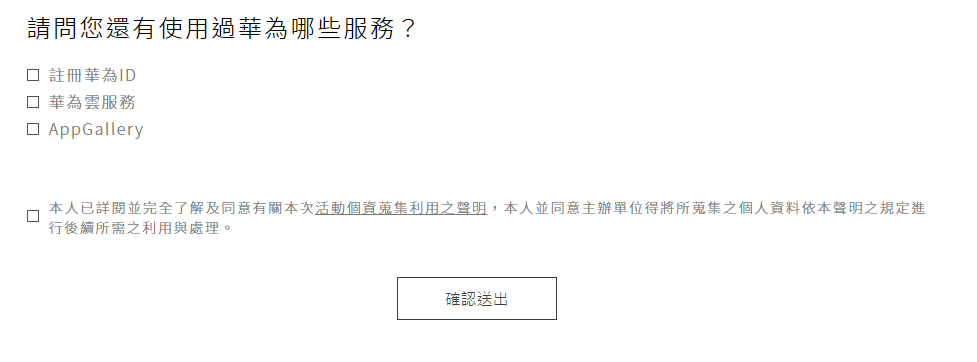 請問您還有使用過華為哪些服務？
註冊華為ID
華為雲服務
AppGallery
本人已詳閱並完全了解及同意有關本次活動個資蒐集利用之聲明，本人並同意主辦單位得將所蒐集之個人資料依本聲明之規定進
行後續所需之利用與處理。
確認送出